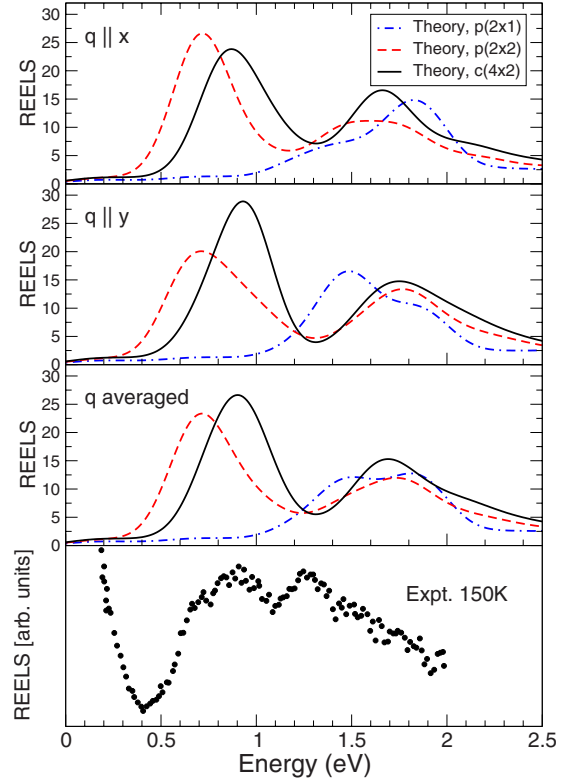 30
25
20
15
10
5
0
REELS
q || x
Theory, p(2x1)
Theory, p(2x2)
Theory, c(4x2)
30
25
20
15
10
5
0
REELS
q || y
30
25
20
15
10
5
0
REELS
q averaged
REELS [arb. units]
Expt. 150K
0
0.5
1
1.5
2
2.5
Energy (eV)